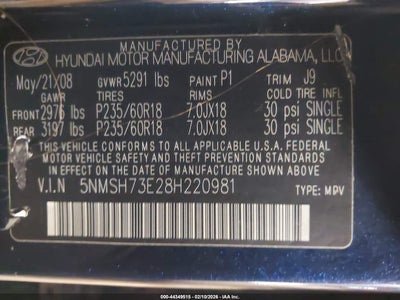 MANUFACTURED BY
HYUNDAI MOTOR MANUFACTURING ALABAMA, LLC
May/21/08 GVWR 5291 lbs PAINT P1 TRIM J9
GAWR TIRES RIMS COLD TIRE INFL
FRONT 2976 lbs P235/60R18 7.0JX18 30 psi SINGLE
REAR 3197 lbs P235/60R18 7.0JX18 30 psi SINGLE
THIS VEHICLE CONFORMS TO ALL APPLICABLE FEDERAL
MOTOR VEHICLE SAFETY AND BUMPER STANDARDS
IN EFFECT ON THE DATE OF MANUFACTURE SHOWN ABOVE
V.I.N 5NMSH73E28H220981 TYPE: MPV
000-44349515 - 02/10/2026 - IAA Inc.